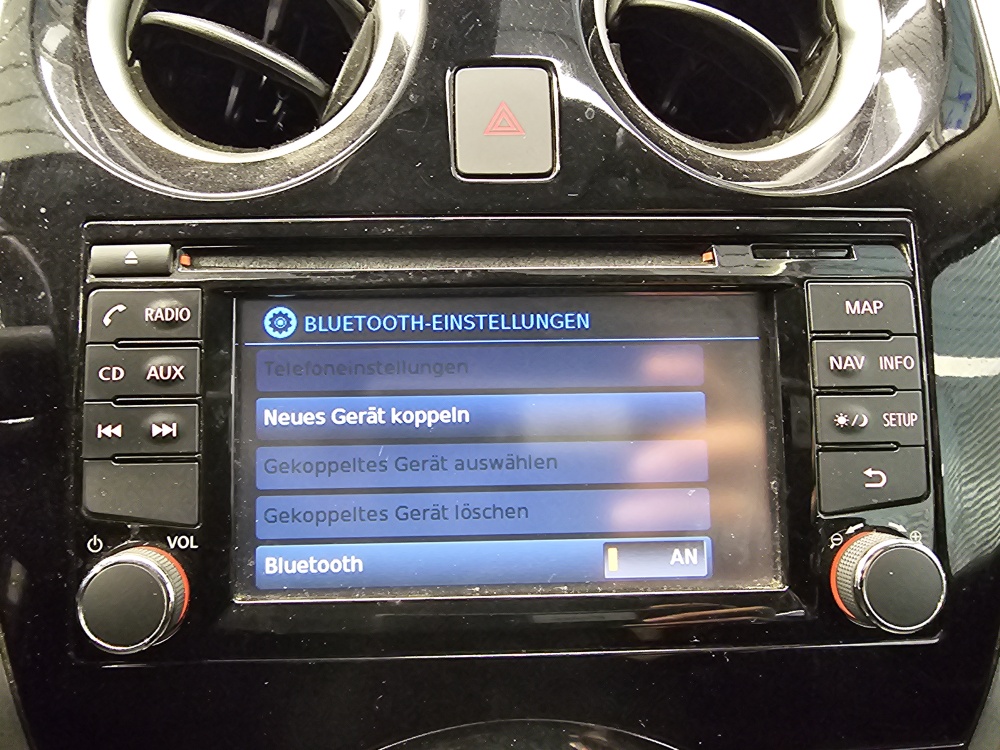 BLUETOOTH-EINSTELLUNGEN
Telefoneinstellungen
Neues Gerät koppeln
Gekoppeltes Gerät auswählen
Gekoppeltes Gerät löschen
Bluetooth AN
RADIO
CD AUX
VOL
MAP
NAV INFO
SETUP